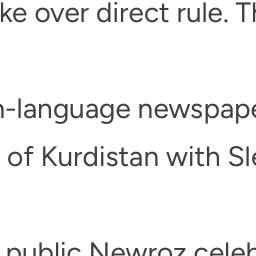 ke over direct rule. Th
n-language newspape
of Kurdistan with Sle
public Newroz celeb